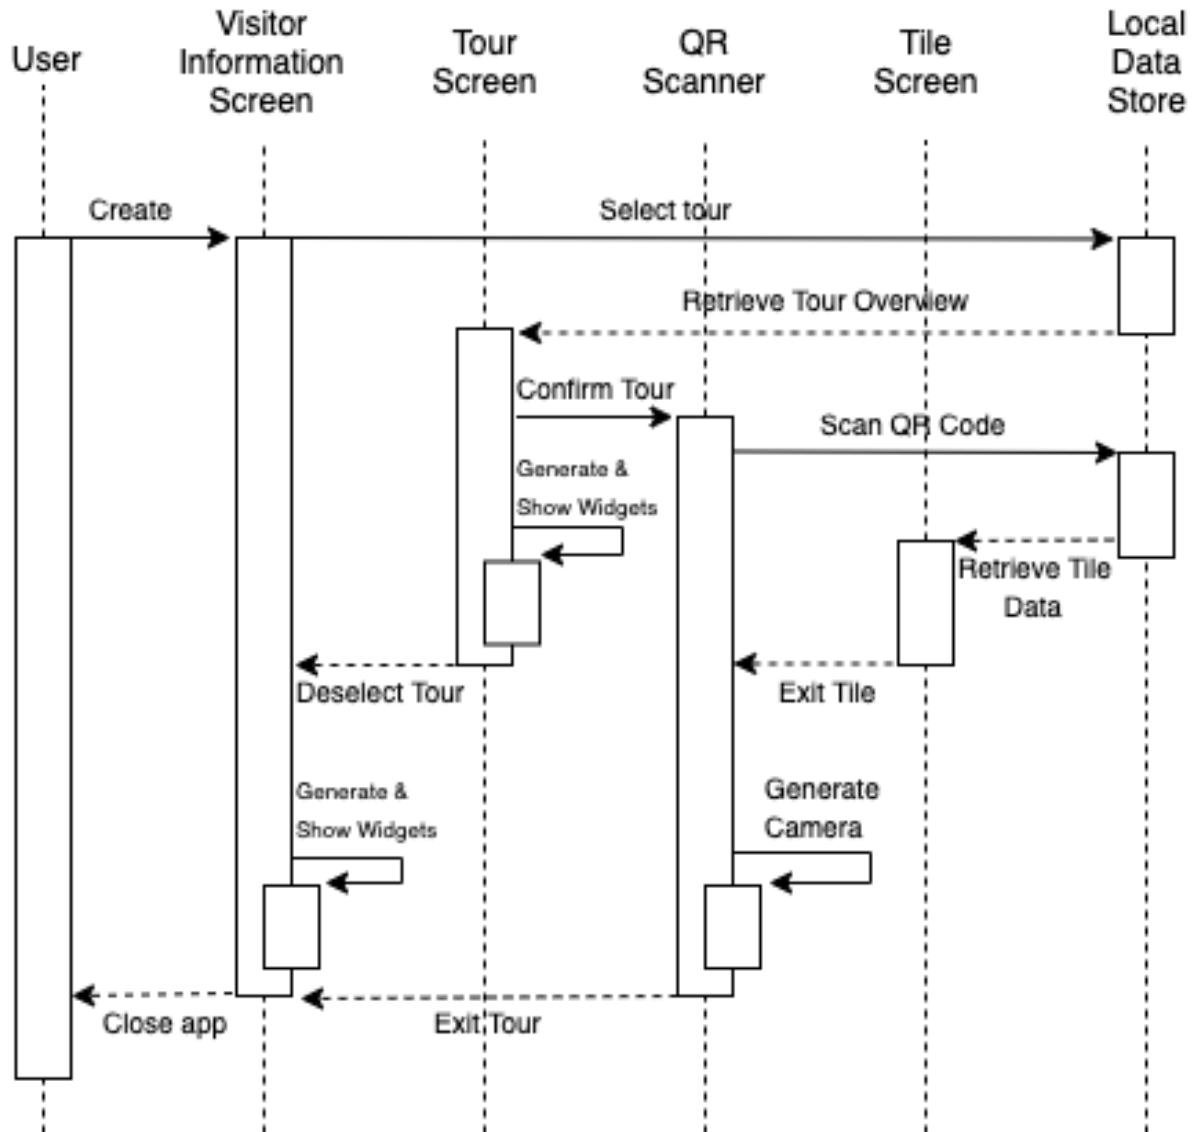 User
Visitor
Information
Screen
Tour
Screen
QR
Scanner
Tile
Screen
Local
Data
Store
Create
Select tour
Retrieve Tour Overview
Confirm Tour
Scan QR Code
Generate &
Show Widgets
Retrieve Tile
Data
Deselect Tour
Exit Tile
Generate &
Show Widgets
Generate
Camera
Close app
Exit Tour